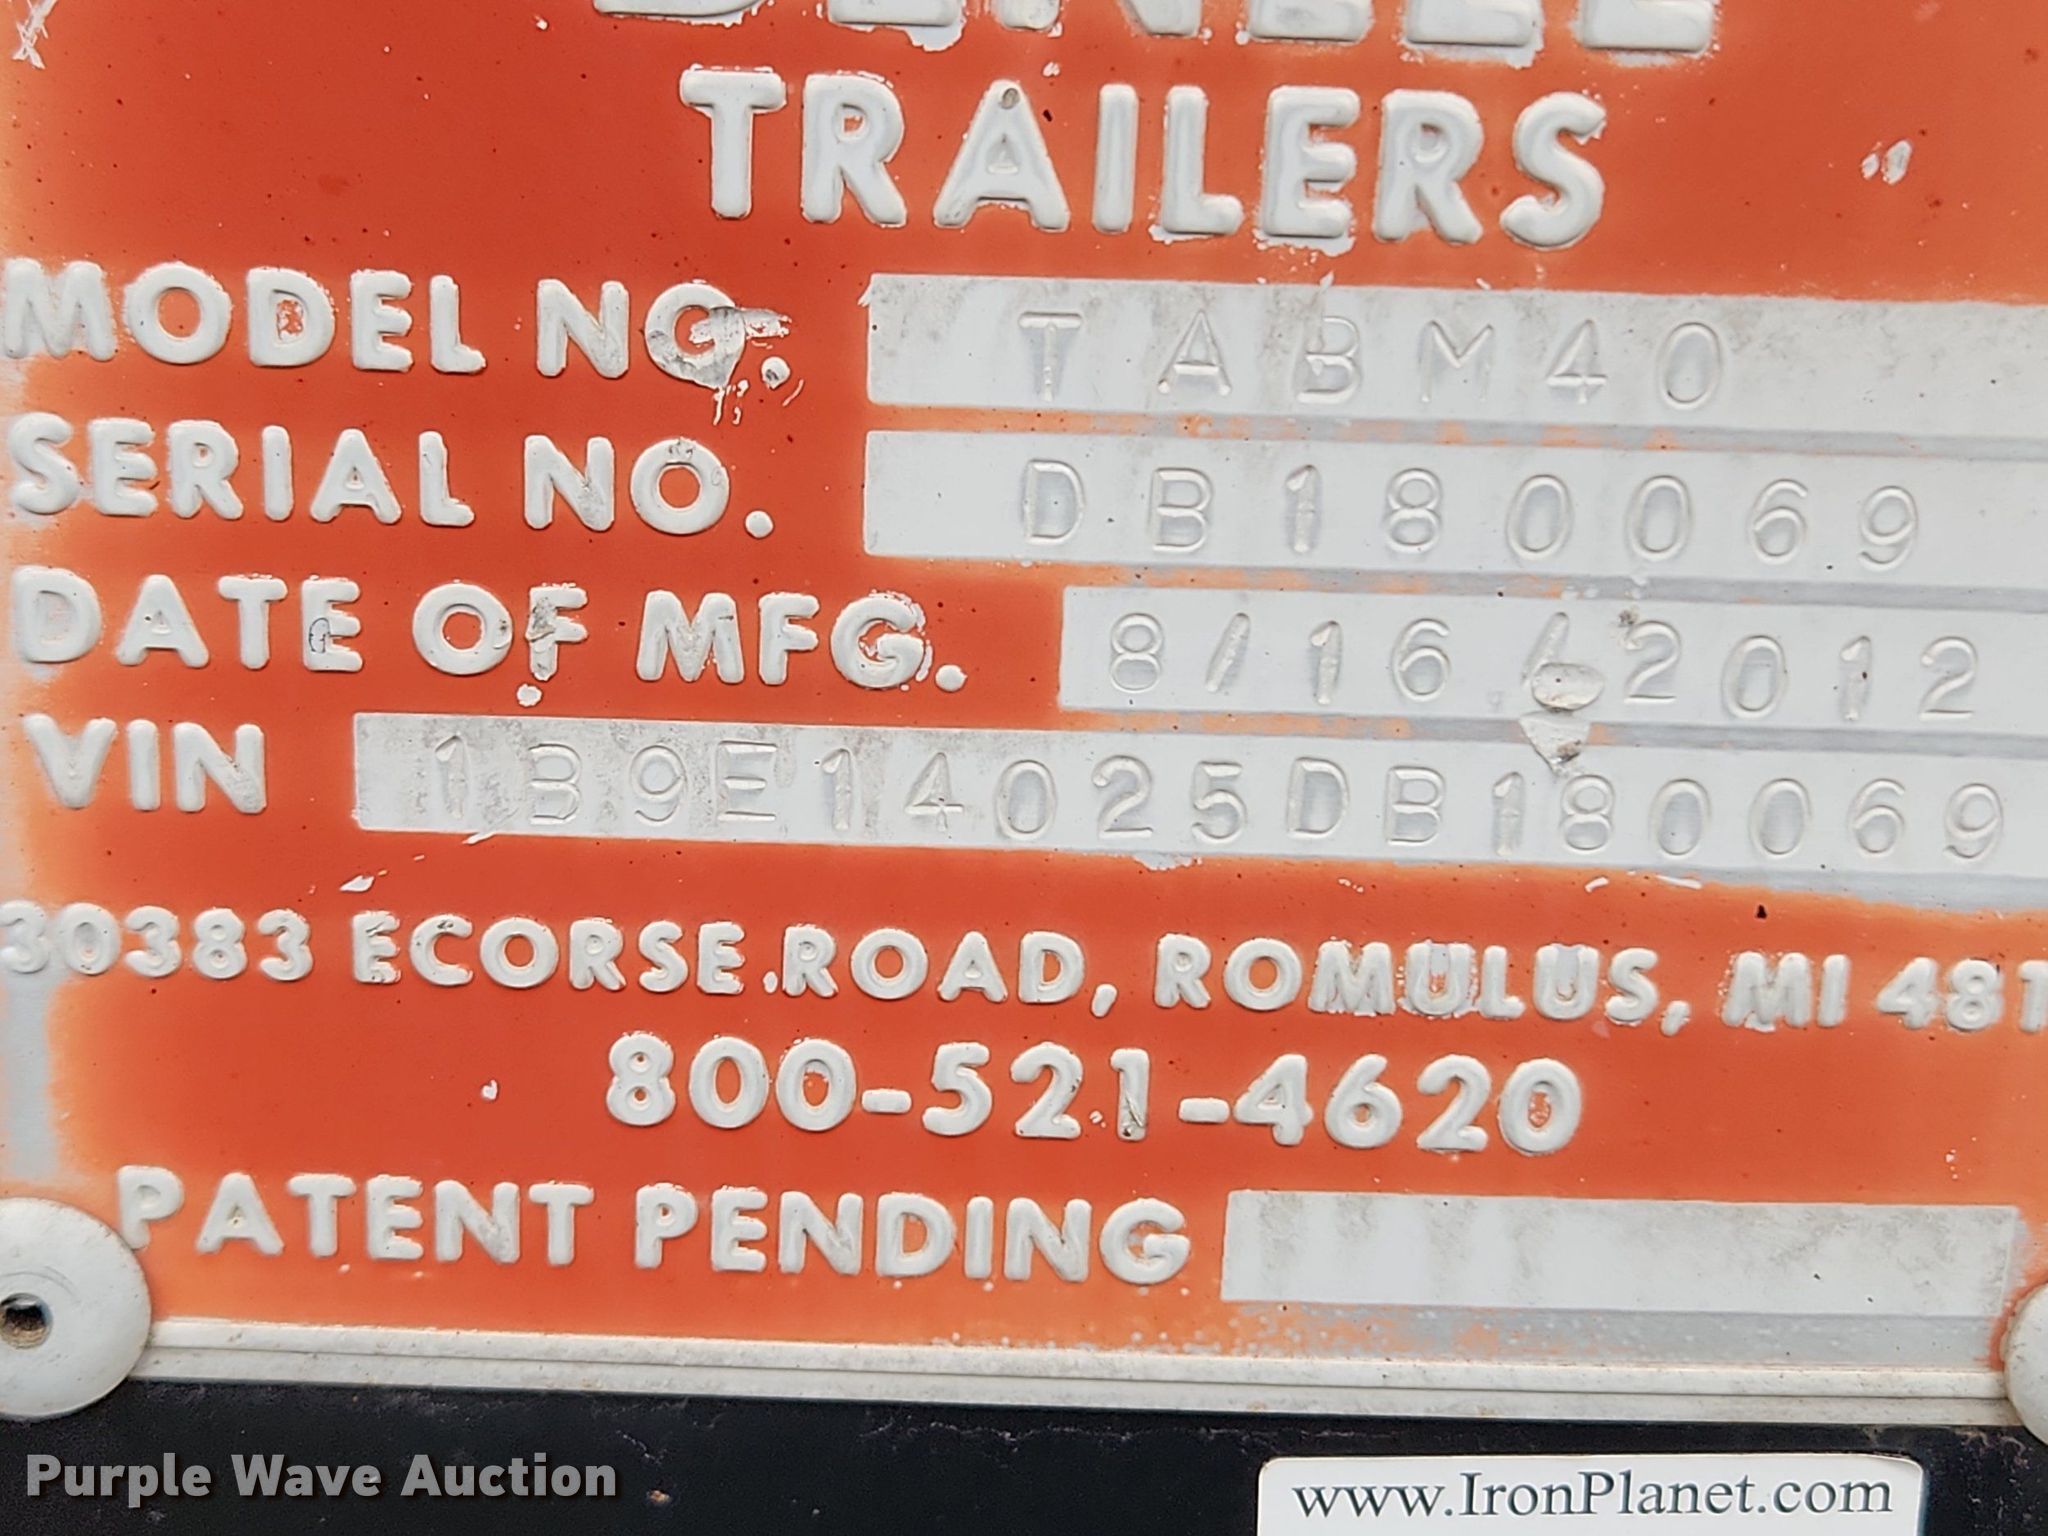 TRAILERS
MODEL NO. TABM40
SERIAL NO. DB180069
DATE OF MFG. 8/16/2012
VIN 1B9E14025DB180069
30383 ECORSE ROAD, ROMULUS, MI 481
800-521-4620
PATENT PENDING
Purple Wave Auction
www.IronPlanet.com